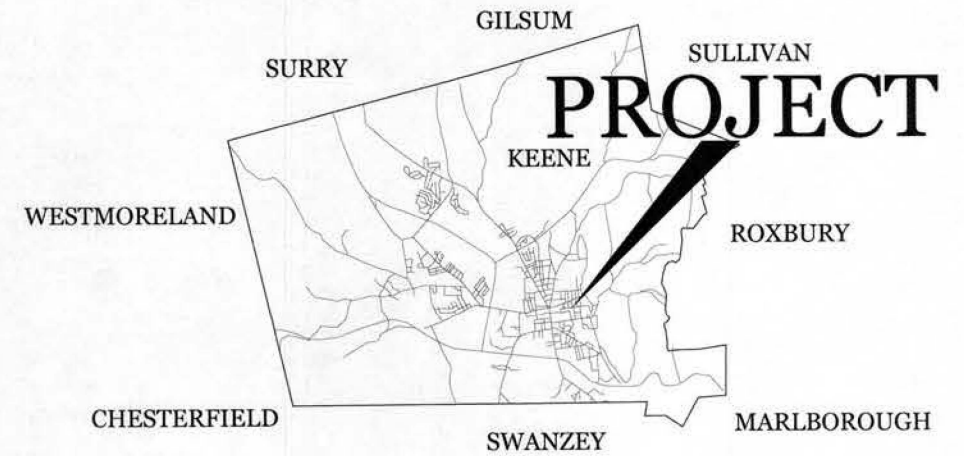 GILSUM
SULLIVAN
SURRY
PROJECT
KEENE
WESTMORELAND
ROXBURY
CHESTERFIELD
MARLBOROUGH
SWANZEY